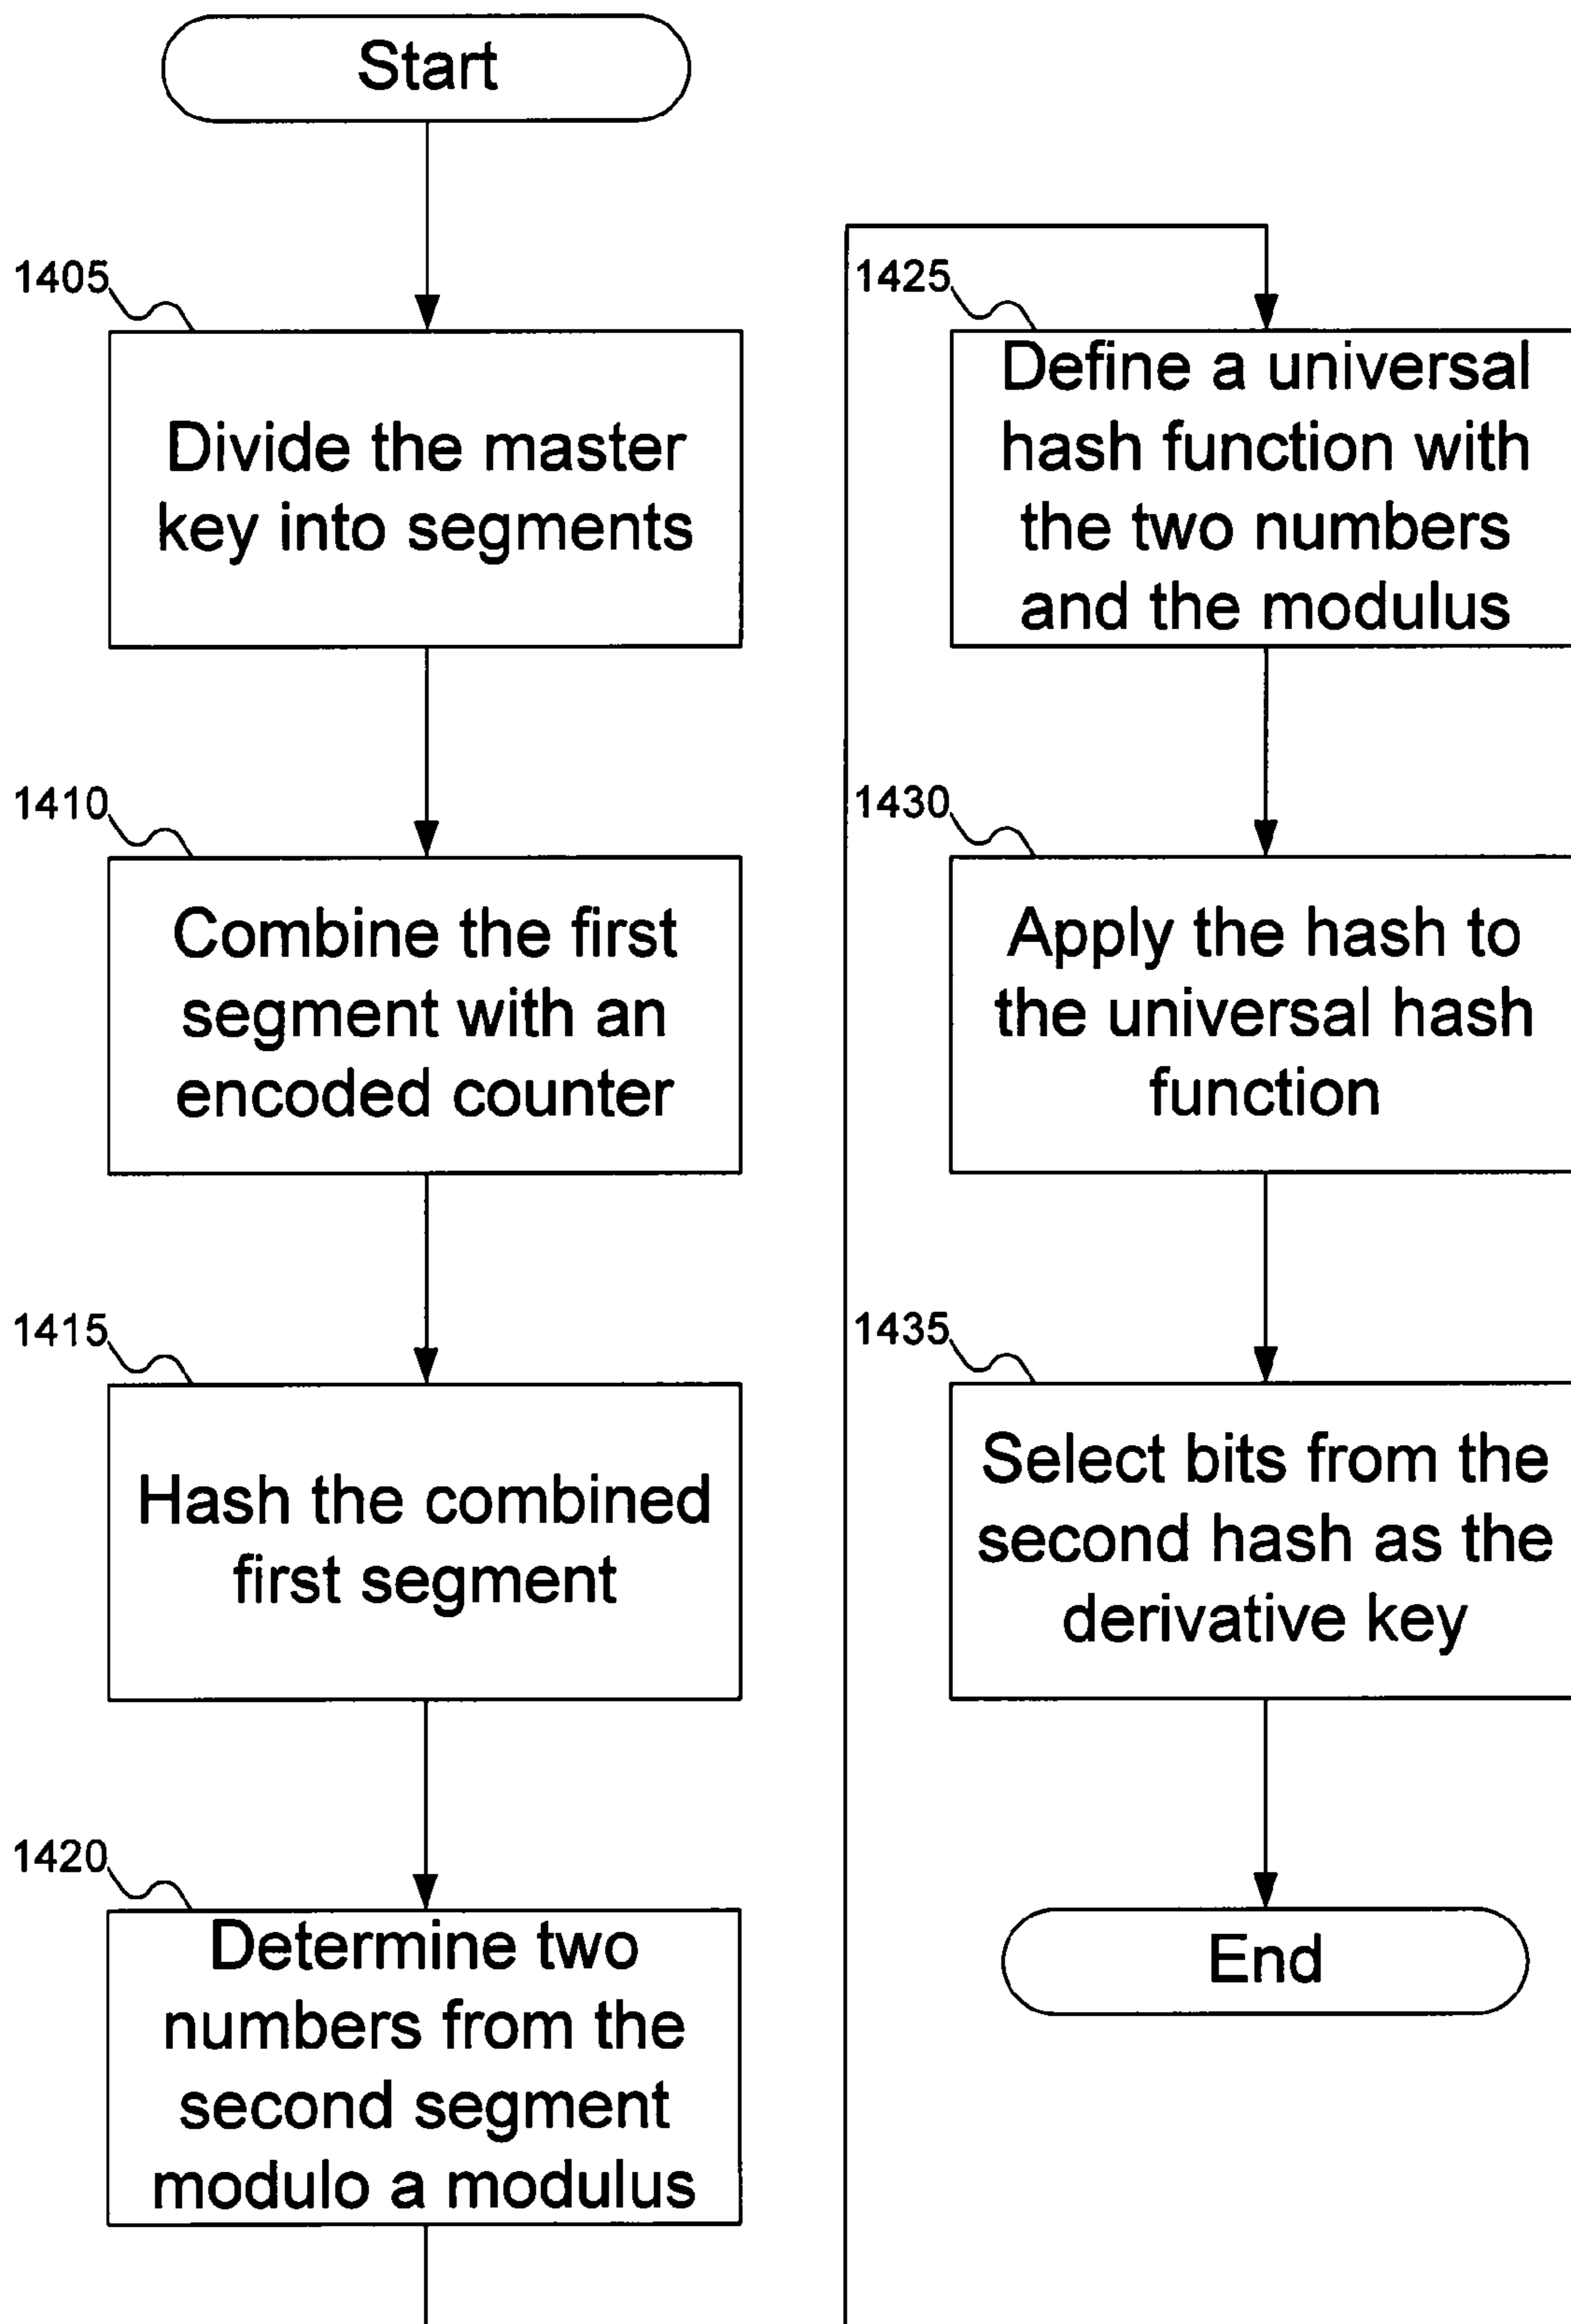 Start
1405
Divide the master
key into segments
1410
Combine the first
segment with an
encoded counter
1415
Hash the combined
first segment
1420
Determine two
numbers from the
second segment
modulo a modulus
1425
Define a universal
hash function with
the two numbers
and the modulus
1430
Apply the hash to
the universal hash
function
1435
Select bits from the
second hash as the
derivative key
End